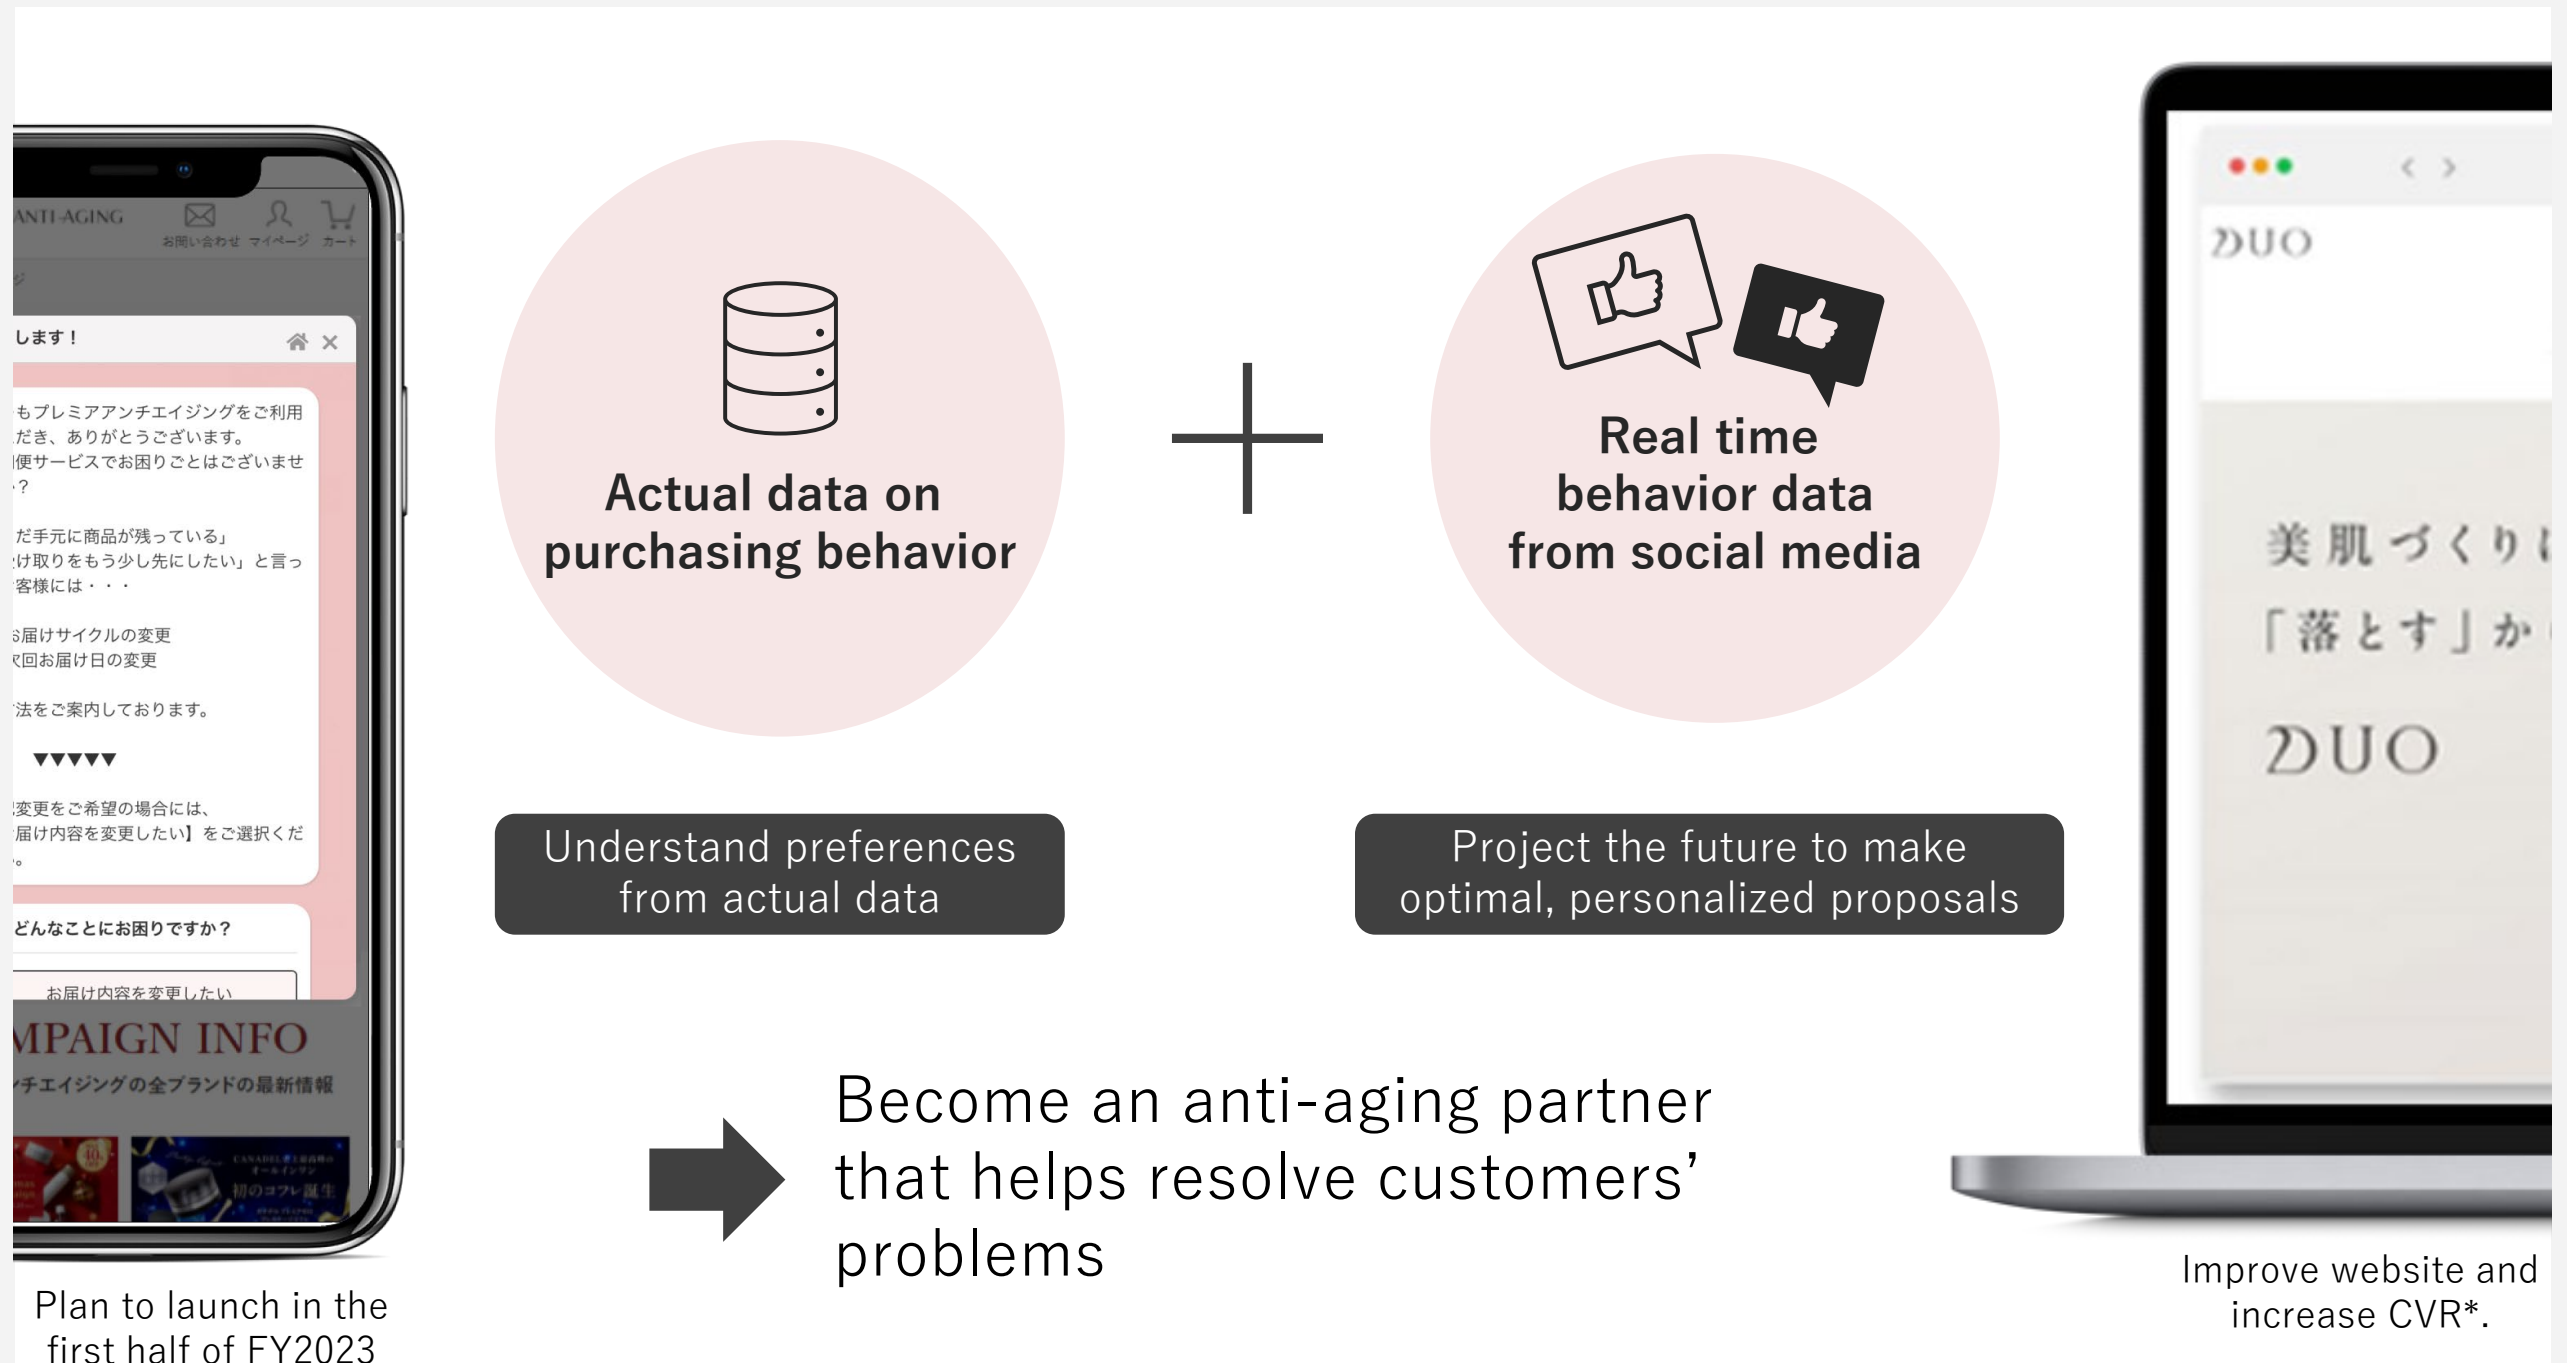 ANTI-AGING
お問い合わせ マイページ カート
ジ
します！
もプレミアアンチエイジングをご利用
だき、ありがとうございます。
便サービスでお困りごとはございませ
？
だ手元に商品が残っている」
け取りをもう少し先にしたい」と言っ
客様には・・・
お届けサイクルの変更
次回お届け日の変更
法をご案内しております。
▼▼▼▼▼
変更をご希望の場合には、
届け内容を変更したい】をご選択くだ
。
どんなことにお困りですか？
お届け内容を変更したい
MPAIGN INFO
ンチエイジングの全ブランドの最新情報
初のコフレ誕生
Plan to launch in the
first half of FY2023
Actual data on
purchasing behavior
Understand preferences
from actual data
Real time
behavior data
from social media
Project the future to make
optimal, personalized proposals
Become an anti-aging partner
that helps resolve customers’
problems
DUO
美肌づくりは
「落とす」か
DUO
Improve website and
increase CVR*.